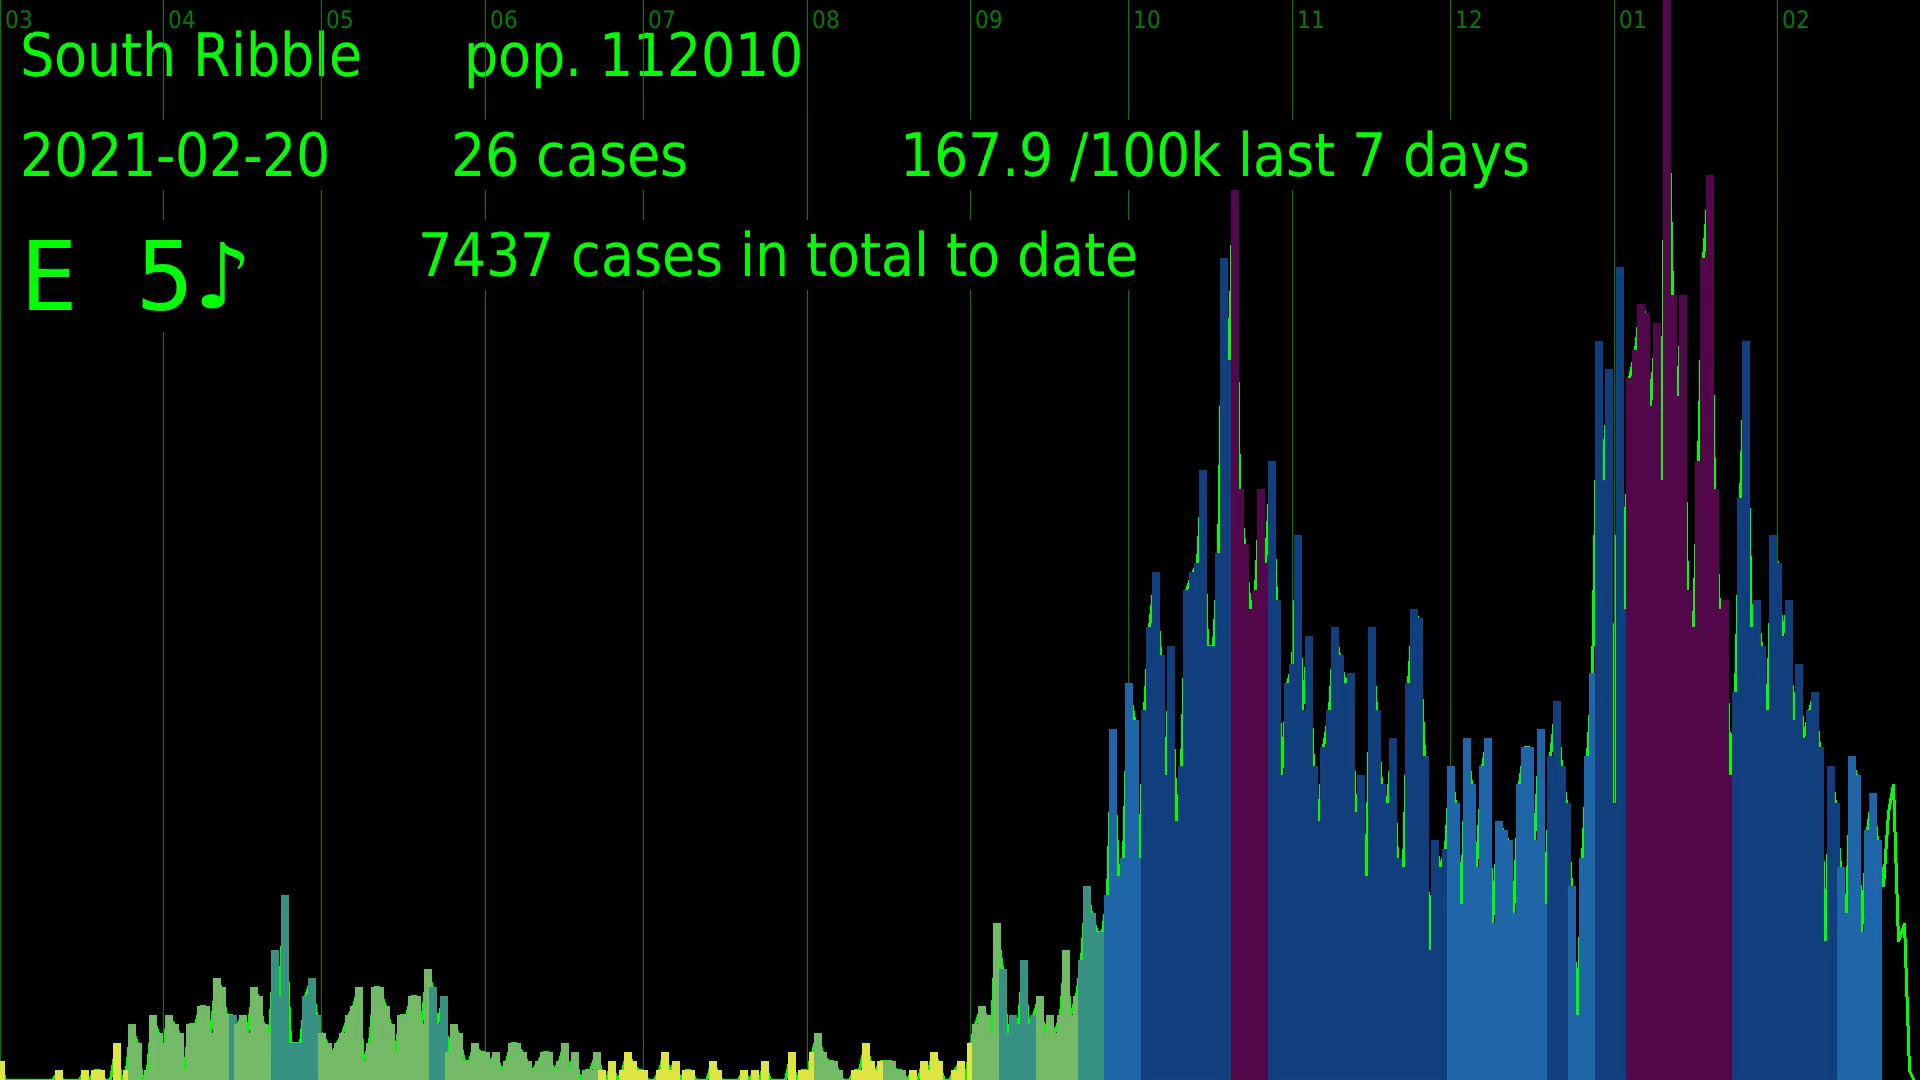 03 04 05 06 07 08 09 10 11 12 01 02
South Ribble pop. 112010
2021-02-20 26 cases 167.9 /100k last 7 days
E 5♪ 7437 cases in total to date